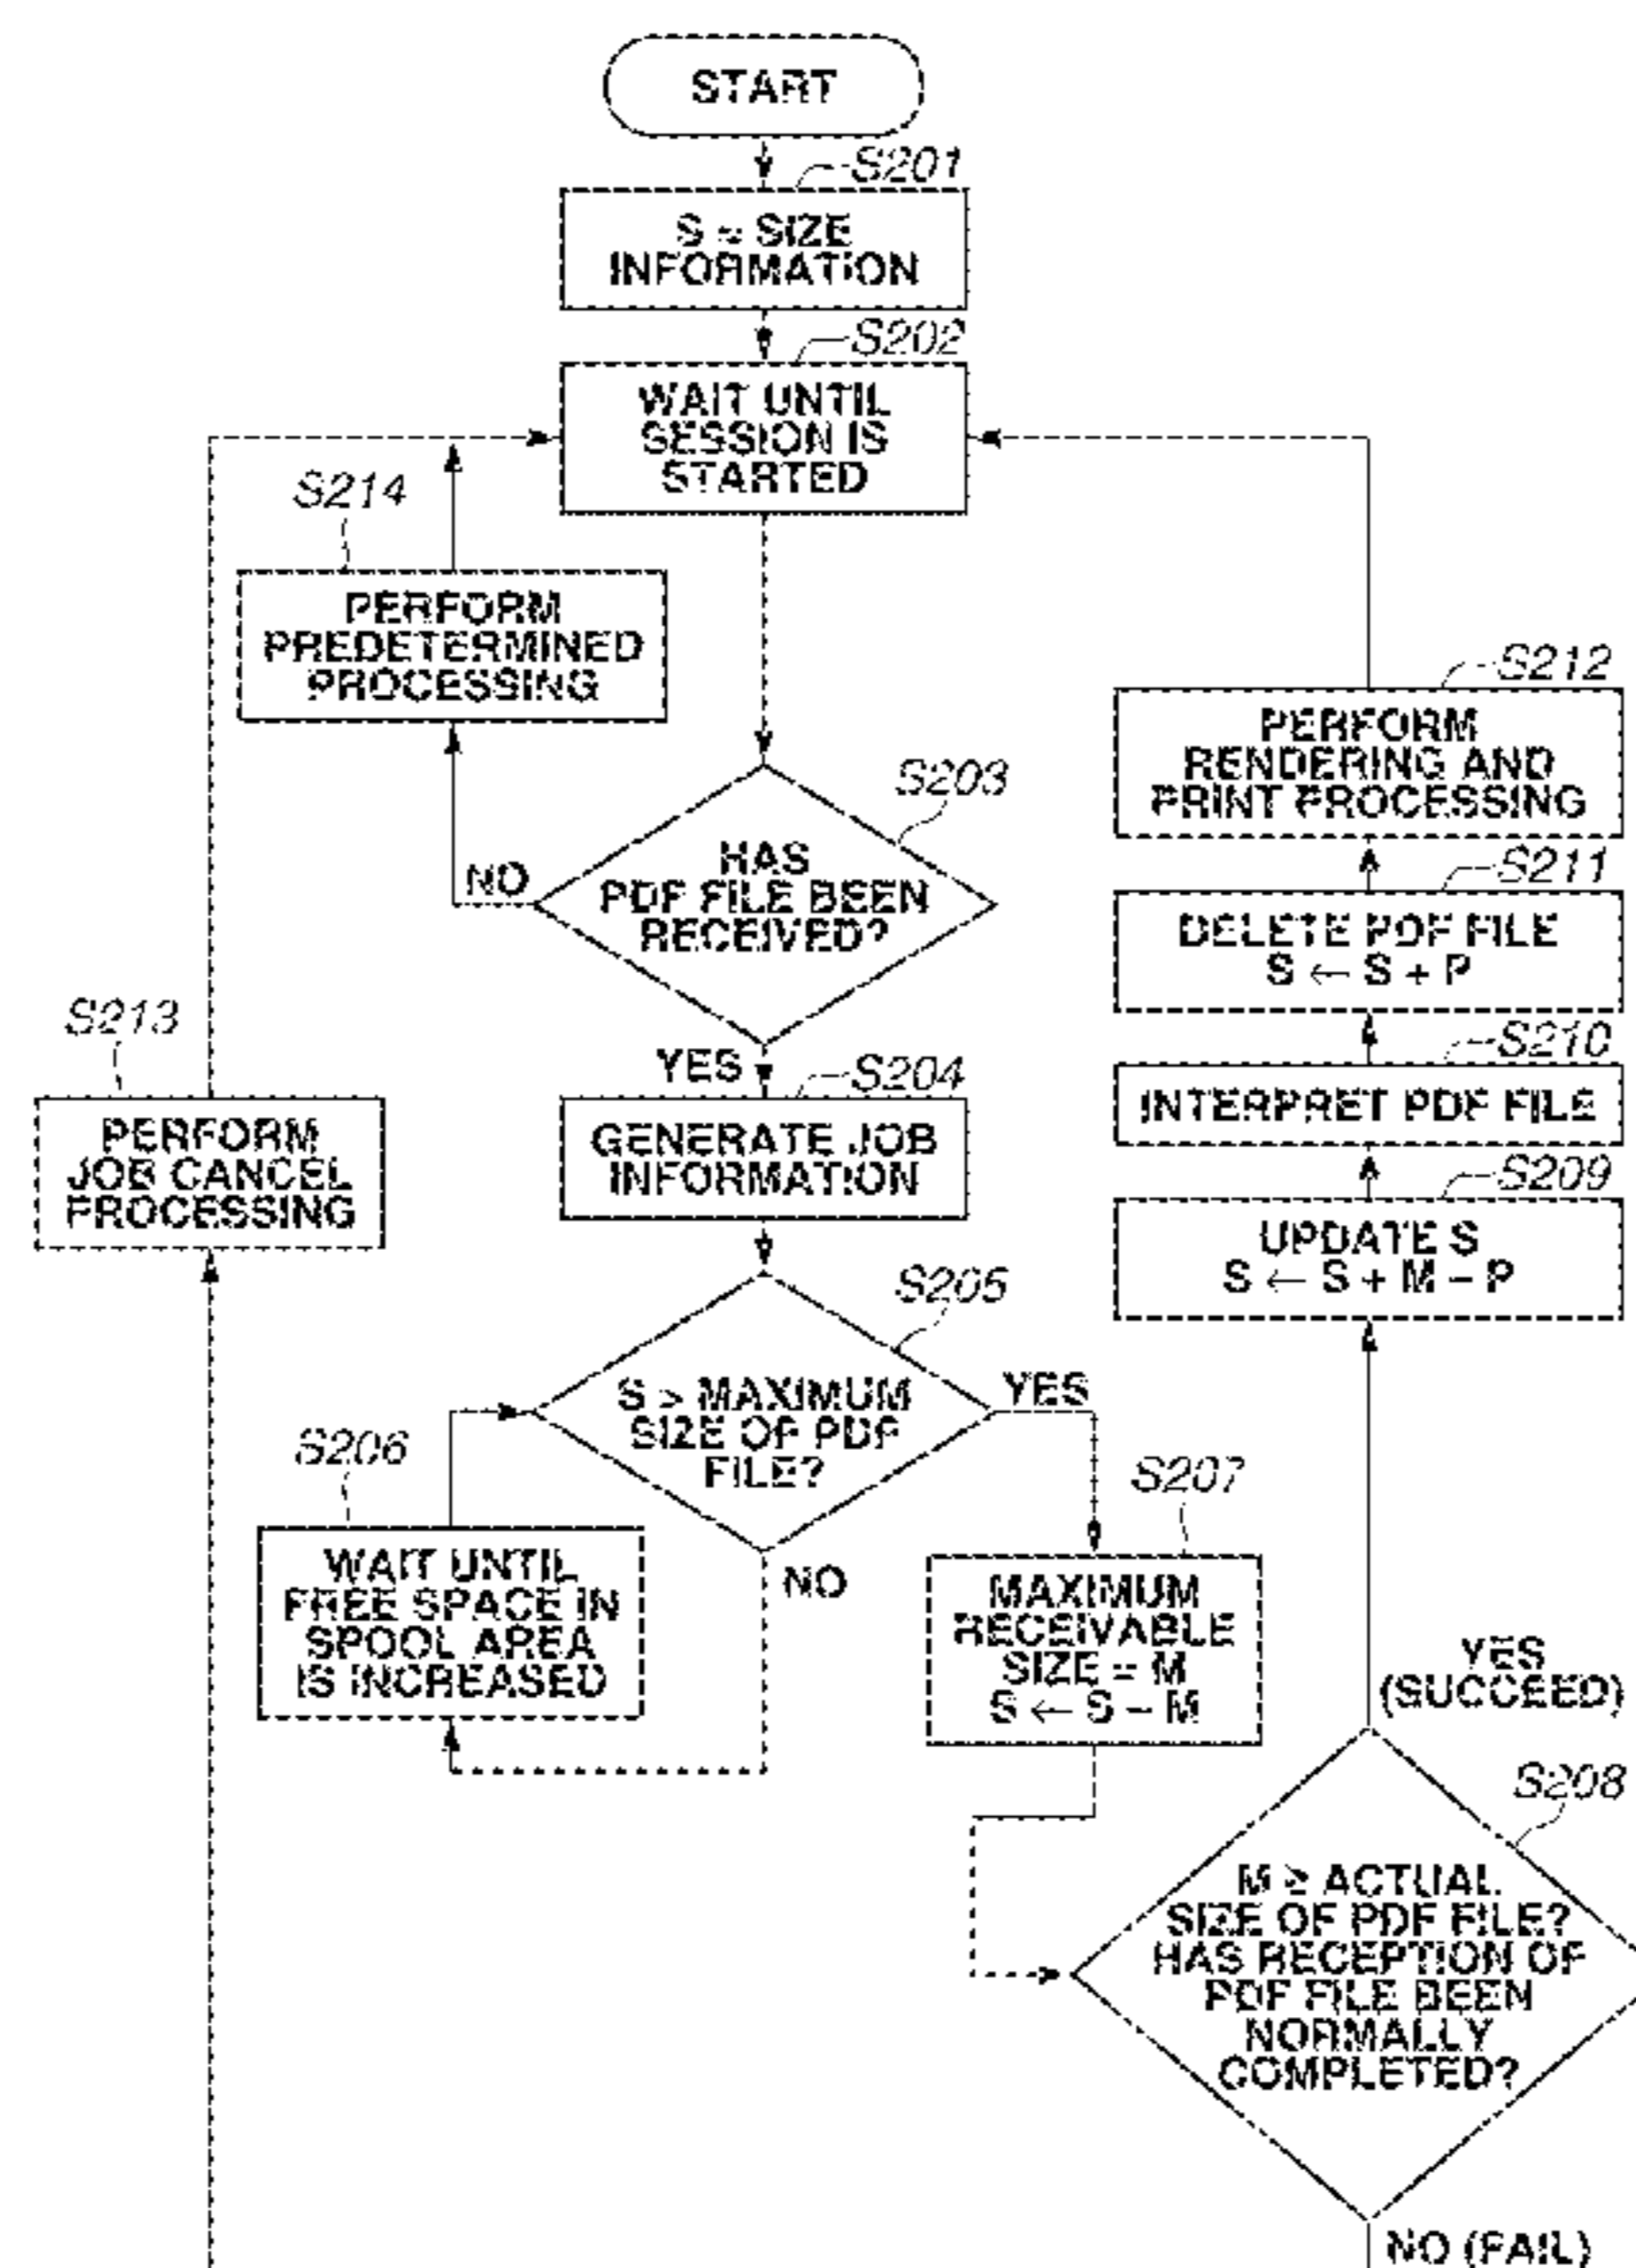 START
S201
S = SIZE
INFORMATION
S202
WAIT UNTIL
SESSION IS
STARTED
S214
PERFORM
PREDETERMINED
PROCESSING
S203
HAS
PDF FILE BEEN
RECEIVED?
NO
YES
S204
GENERATE JOB
INFORMATION
S205
S > MAXIMUM
SIZE OF PDF
FILE?
YES
NO
S206
WAIT UNTIL
FREE SPACE IN
SPOOL AREA
IS INCREASED
S207
MAXIMUM
RECEIVABLE
SIZE = M
S ← S – M
S208
M ≥ ACTUAL
SIZE OF PDF FILE?
HAS RECEPTION OF
PDF FILE BEEN
NORMALLY
COMPLETED?
YES
(SUCCEED)
NO (FAIL)
S209
UPDATE S
S ← S + M – P
S210
INTERPRET PDF FILE
S211
DELETE PDF FILE
S ← S + P
S212
PERFORM
RENDERING AND
PRINT PROCESSING
S213
PERFORM
JOB CANCEL
PROCESSING